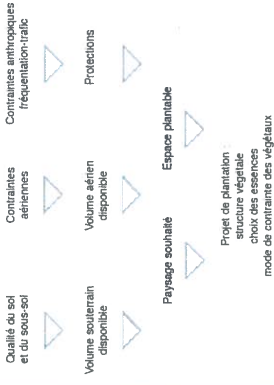 Qualité du sol
et du sous-sol
Contraintes
aériennes
Contraintes anthropiques
fréquentation-trafic
Volume souterrain
disponible
Volume aérien
disponible
Protections
Paysage souhaité
Espace plantable
Projet de plantation
structure végétale
choix des essences
mode de contrainte des végétaux